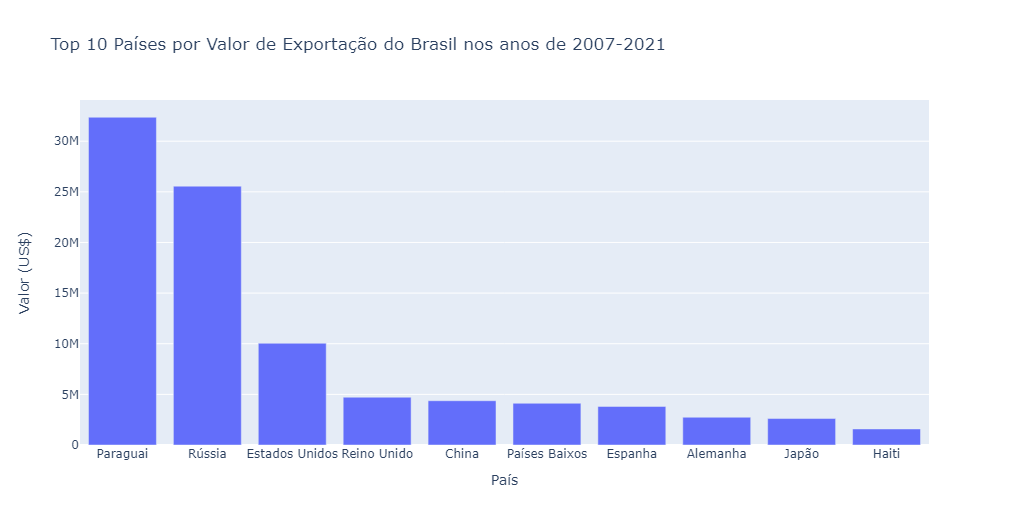 Top 10 Países por Valor de Exportação do Brasil nos anos de 2007-2021
Valor (US$)
30M
25M
20M
15M
10M
5M
0
Paraguai Rússia Estados Unidos Reino Unido China Países Baixos Espanha Alemanha Japão Haiti
País